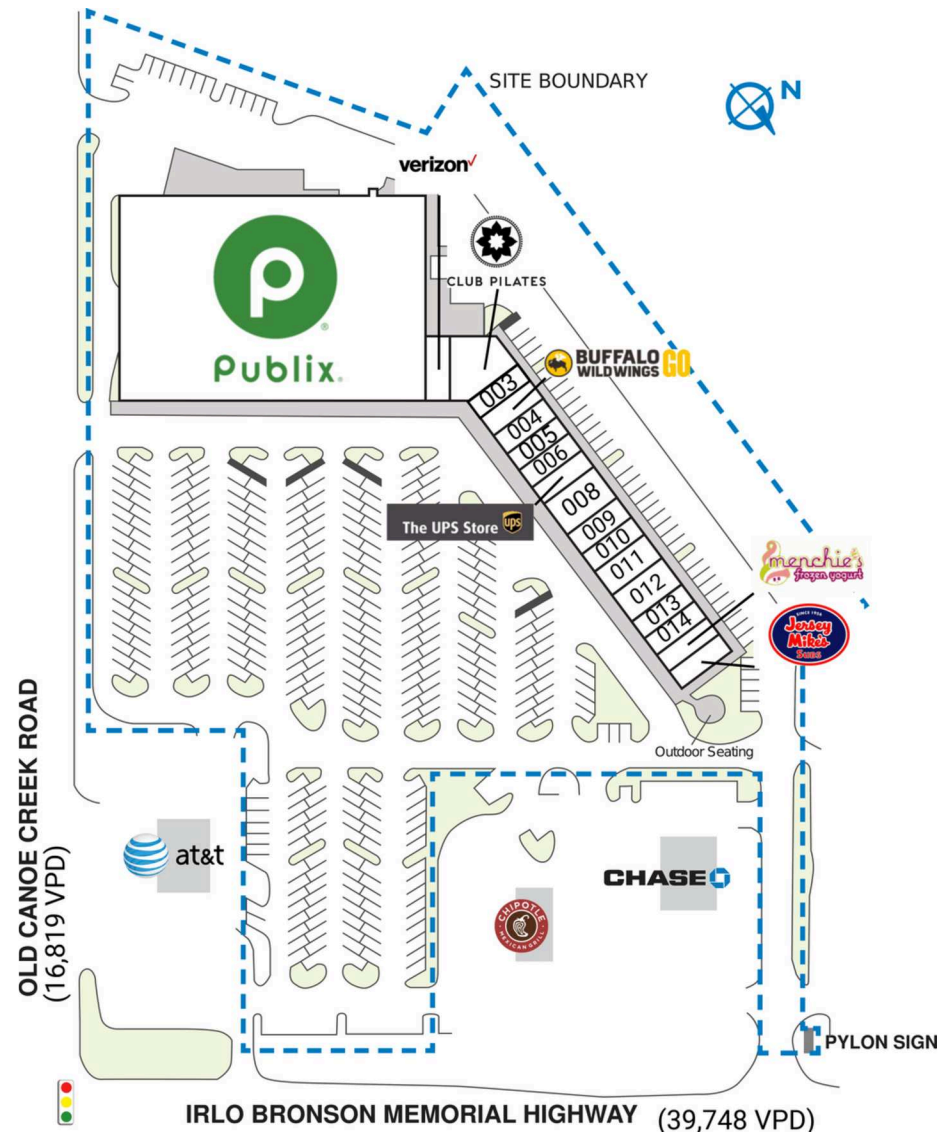 SITE BOUNDARY
N
verizon
CLUB PILATES
P
Publix.
BUFFALO
WILD WINGS GO
003
004
005
006
008
The UPS Store ups
009
010
011
012
013
014
menchie's
frozen yogurt
SINCE 1956
Jersey
Mike's
SUBS
Outdoor Seating
OLD CANOE CREEK ROAD
(16,819 VPD)
at&t
CHASE
CHIPOTLE
MEXICAN GRILL
PYLON SIGN
IRLO BRONSON MEMORIAL HIGHWAY (39,748 VPD)